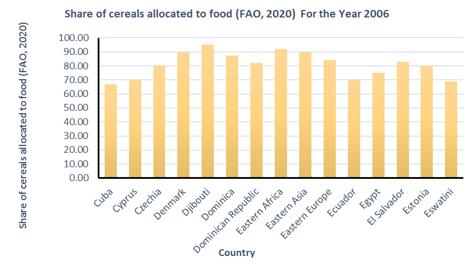 Share of cereals allocated to food (FAO, 2020)  For the Year 2006
Share of cereals allocated to food (FAO, 2020)
100.00
90.00
80.00
70.00
60.00
50.00
40.00
30.00
20.00
10.00
0.00
Cuba
Cyprus
Czechia
Denmark
Djibouti
Dominica
Dominican Republic
Eastern Africa
Eastern Asia
Eastern Europe
Ecuador
Egypt
El Salvador
Estonia
Eswatini
Country